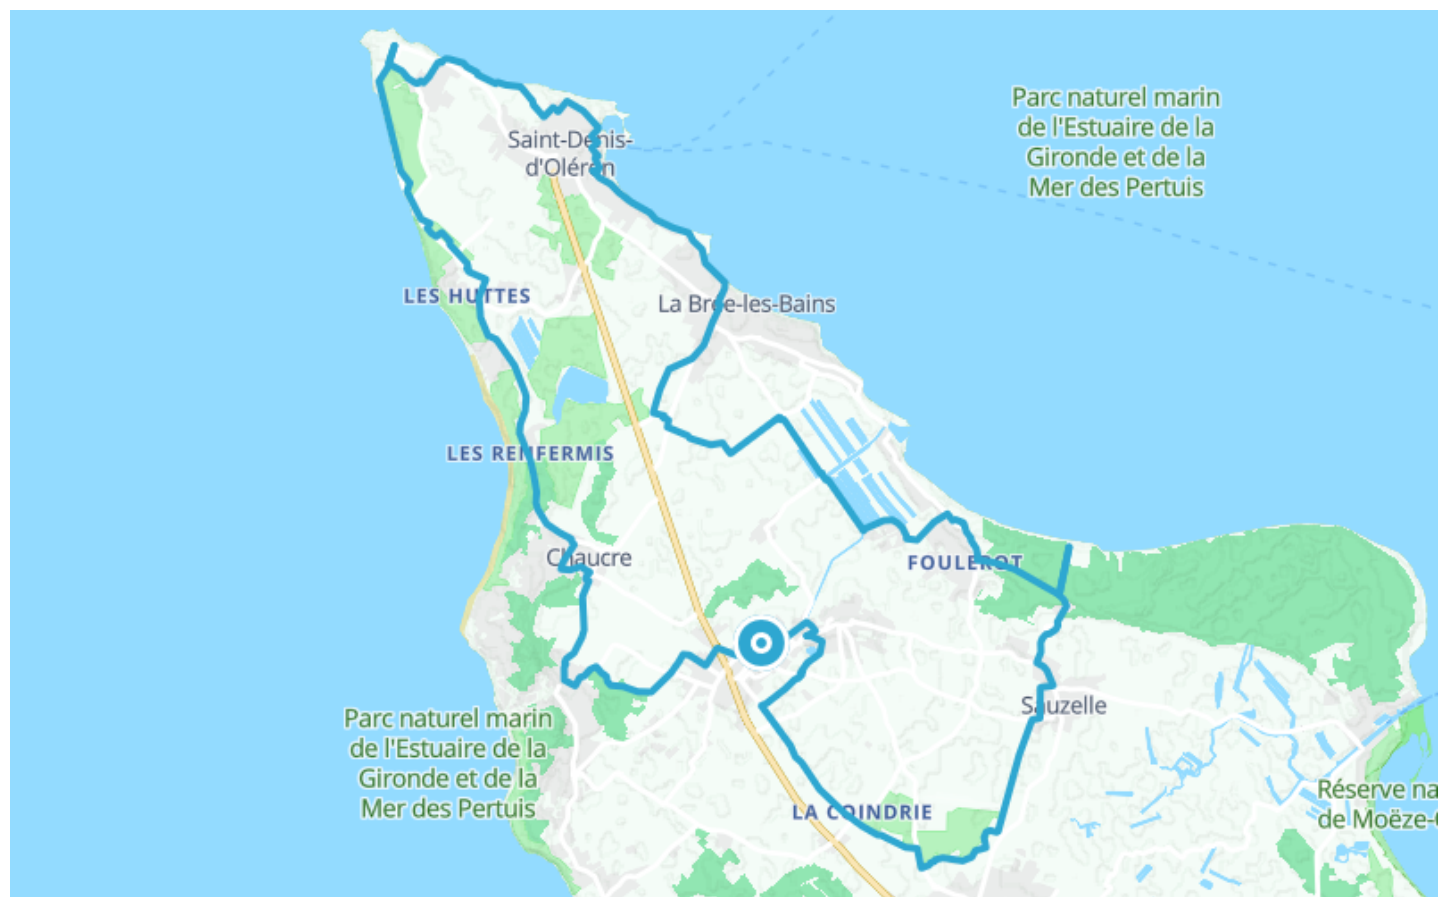 Parc naturel marin
de l'Estuaire de la
Gironde et de la
Mer des Pertuis
Saint-Denis-
d'Oléron
LES HUTTES
La Brée-les-Bains
LES RENFERMIS
Chaucre
FOULEROT
Sauzelle
Parc naturel marin
de l'Estuaire de la
Gironde et de la
Mer des Pertuis
LA COINDRIE
Réserve na
de Moëze-